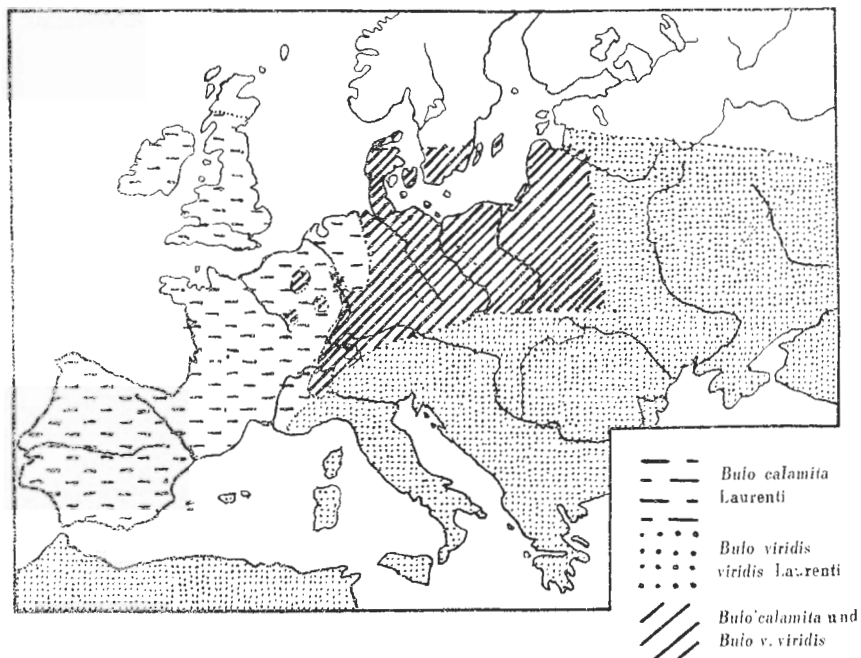 Bufo calamita
Laurenti
Bufo viridis
viridis Laurenti
Bufo calamita und
Bufo v. viridis